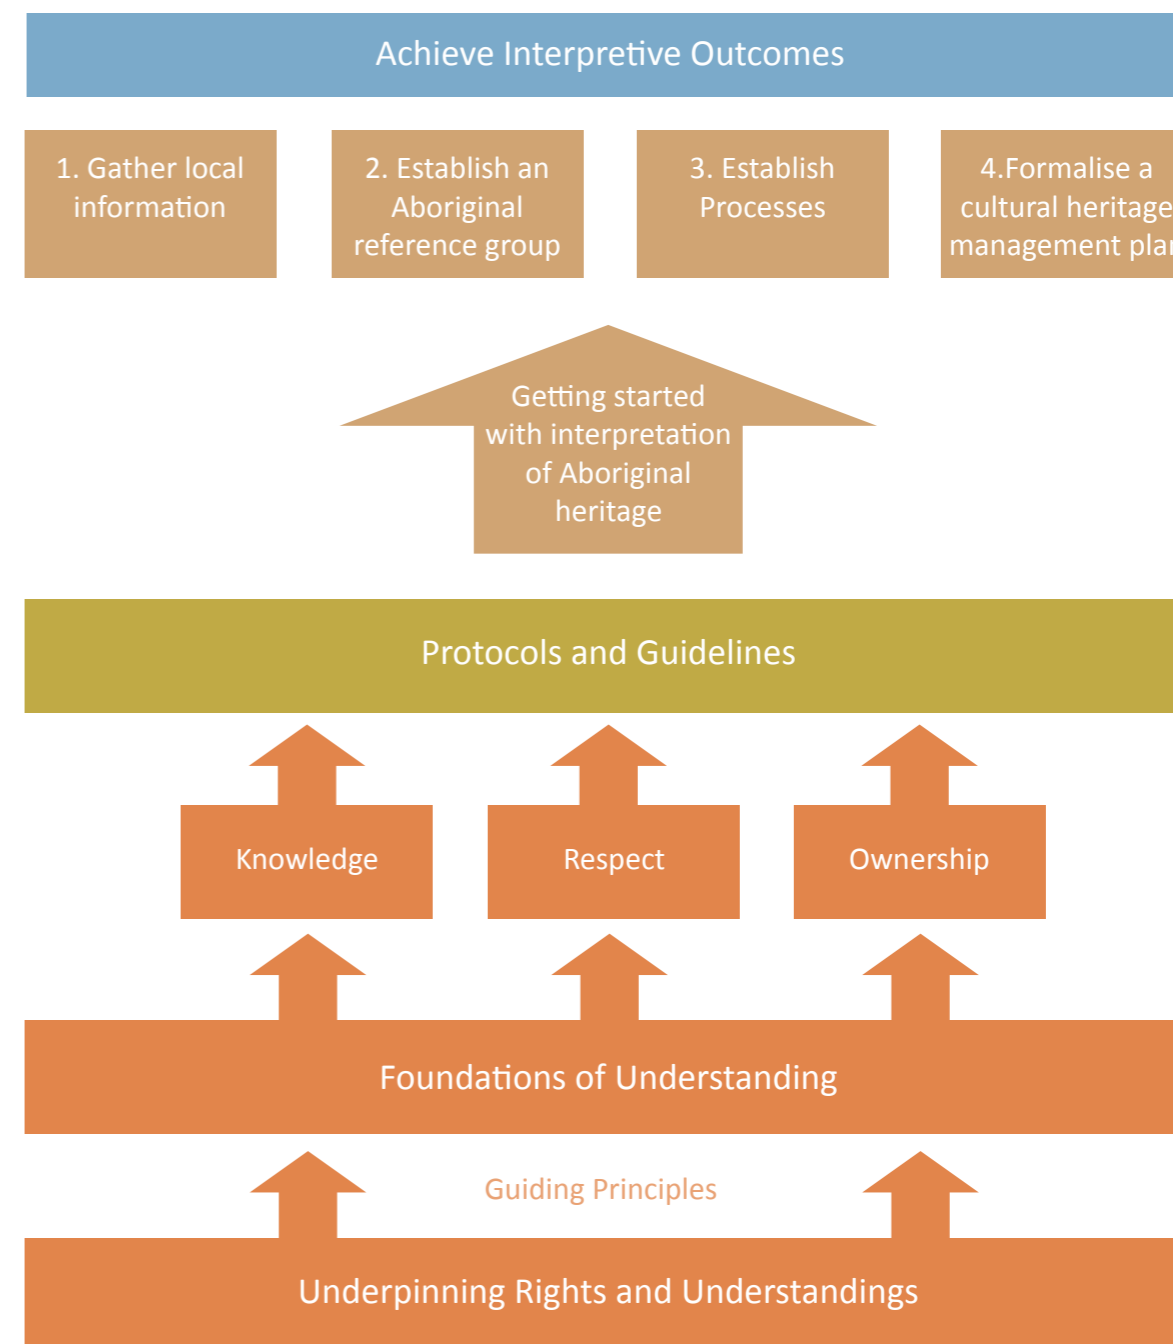 Achieve Interpretive Outcomes
1. Gather local
information
2. Establish an
Aboriginal
reference group
3. Establish
Processes
4.Formalise a
cultural heritage
management plan
Getting started
with interpretation
of Aboriginal
heritage
Protocols and Guidelines
Knowledge
Respect
Ownership
Foundations of Understanding
Guiding Principles
Underpinning Rights and Understandings